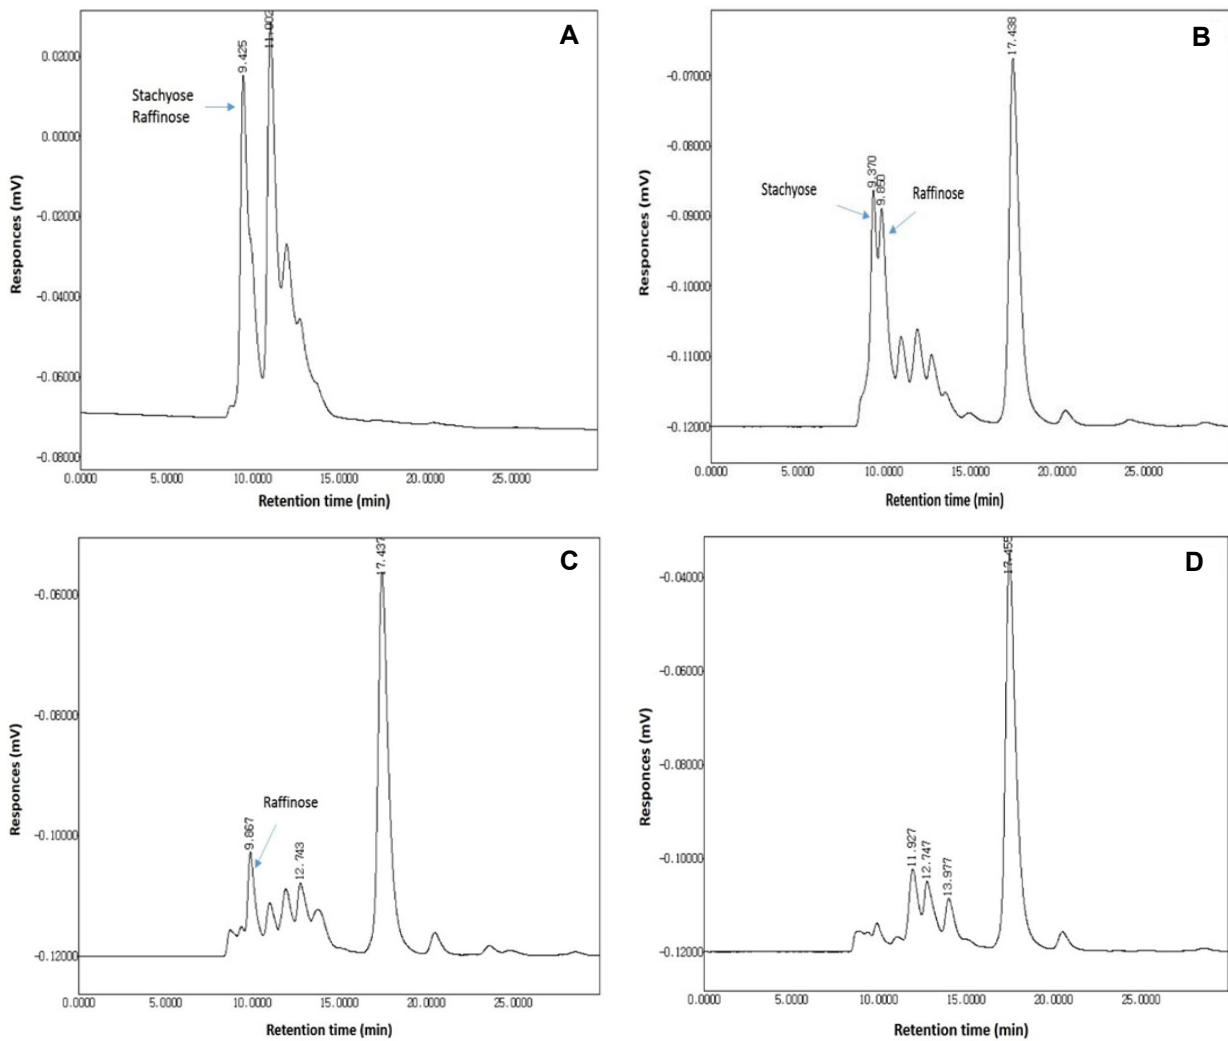 A
11.002
9.425
0.02000
Stachyose
Raffinose
0.00000
-0.02000
-0.04000
-0.06000
-0.08000
Responces (mV)
0.0000 5.0000 10.0000 15.0000 20.0000 25.0000
Retention time (min)
B
17.438
-0.07000
-0.08000
9.370
9.850
Stachyose
Raffinose
-0.09000
-0.10000
-0.11000
-0.12000
Responces (mV)
0.0000 5.0000 10.0000 15.0000 20.0000 25.0000
Retention time (min)
C
17.437
-0.06000
-0.08000
Raffinose
-0.10000
9.867
12.743
-0.12000
Responces (mV)
0.0000 5.0000 10.0000 15.0000 20.0000 25.0000
Retention time (min)
D
17.455
-0.04000
-0.06000
-0.08000
-0.10000
11.927
12.747
13.977
-0.12000
Responces (mV)
0.0000 5.0000 10.0000 15.0000 20.0000 25.0000
Retention time (min)